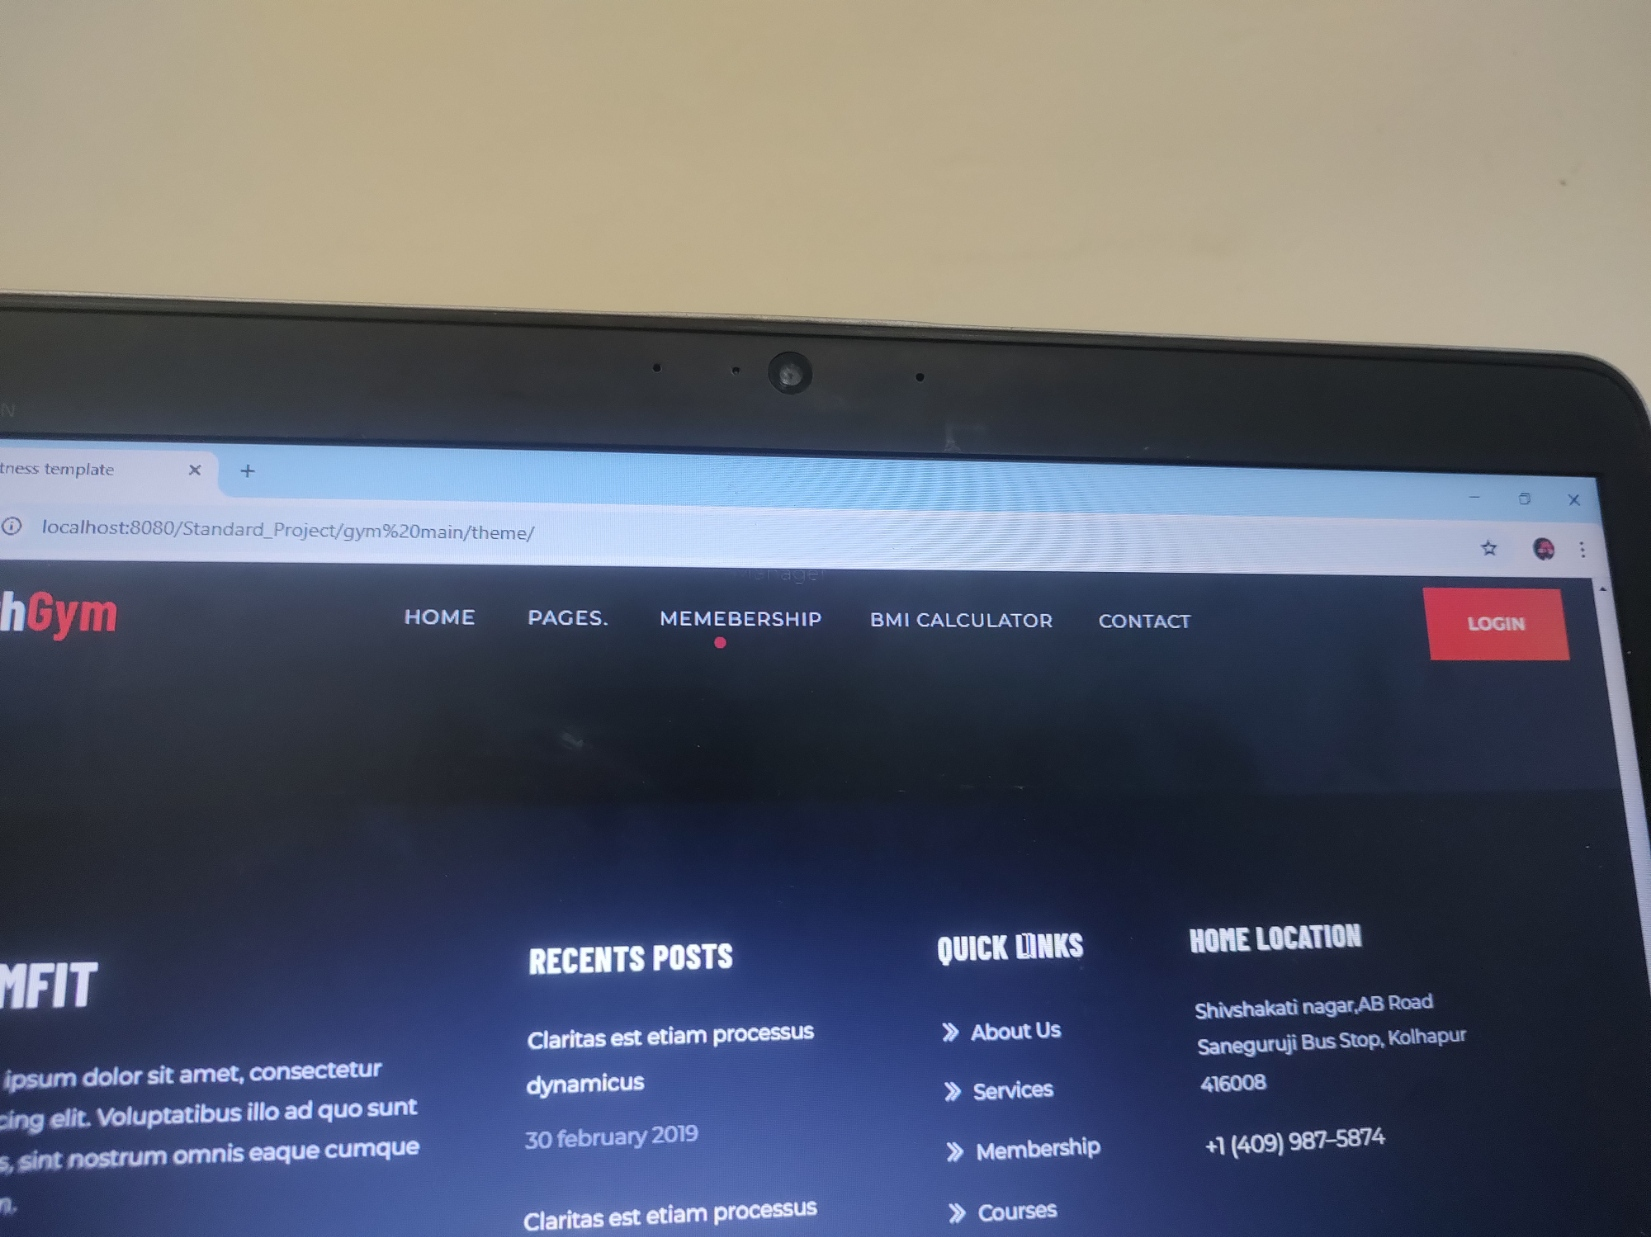 tness template
localhost:8080/Standard_Project/gym%20main/theme/
hGym
HOME PAGES. MEMEBERSHIP BMI CALCULATOR CONTACT
LOGIN
MFIT
ipsum dolor sit amet, consectetur
cing elit. Voluptatibus illo ad quo sunt
s, sint nostrum omnis eaque cumque
RECENTS POSTS
Claritas est etiam processus
dynamicus
30 february 2019
Claritas est etiam processus
QUICK LINKS
About Us
Services
Membership
Courses
HOME LOCATION
Shivshakati nagar,AB Road
Saneguruji Bus Stop, Kolhapur
416008
+1 (409) 987-5874